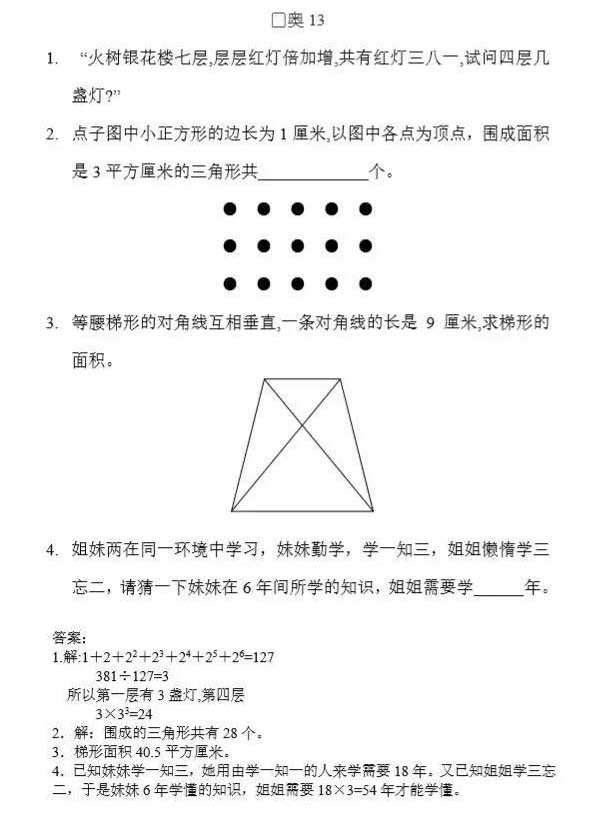 □奥 13
1. “火树银花楼七层,层层红灯倍加增,共有红灯三八一,试问四层几
盏灯?”
2. 点子图中小正方形的边长为 1 厘米,以图中各点为顶点，围成面积
是 3 平方厘米的三角形共____________个。
3. 等腰梯形的对角线互相垂直,一条对角线的长是 9 厘米,求梯形的
面积。
4. 姐妹两在同一环境中学习，妹妹勤学，学一知三，姐姐懒惰学三
忘二，请猜一下妹妹在 6 年间所学的知识，姐姐需要学______年。
答案：
1.解:1＋2＋2²＋2³＋2⁴＋2⁵＋2⁶=127
381÷127=3
所以第一层有 3 盏灯,第四层
3×3³=24
2．解：围成的三角形共有 28 个。
3．梯形面积 40.5 平方厘米。
4．已知妹妹学一知三，她用由学一知一的人来学需要 18 年。又已知姐姐学三忘
二，于是妹妹 6 年学懂的知识，姐姐需要 18×3=54 年才能学懂。